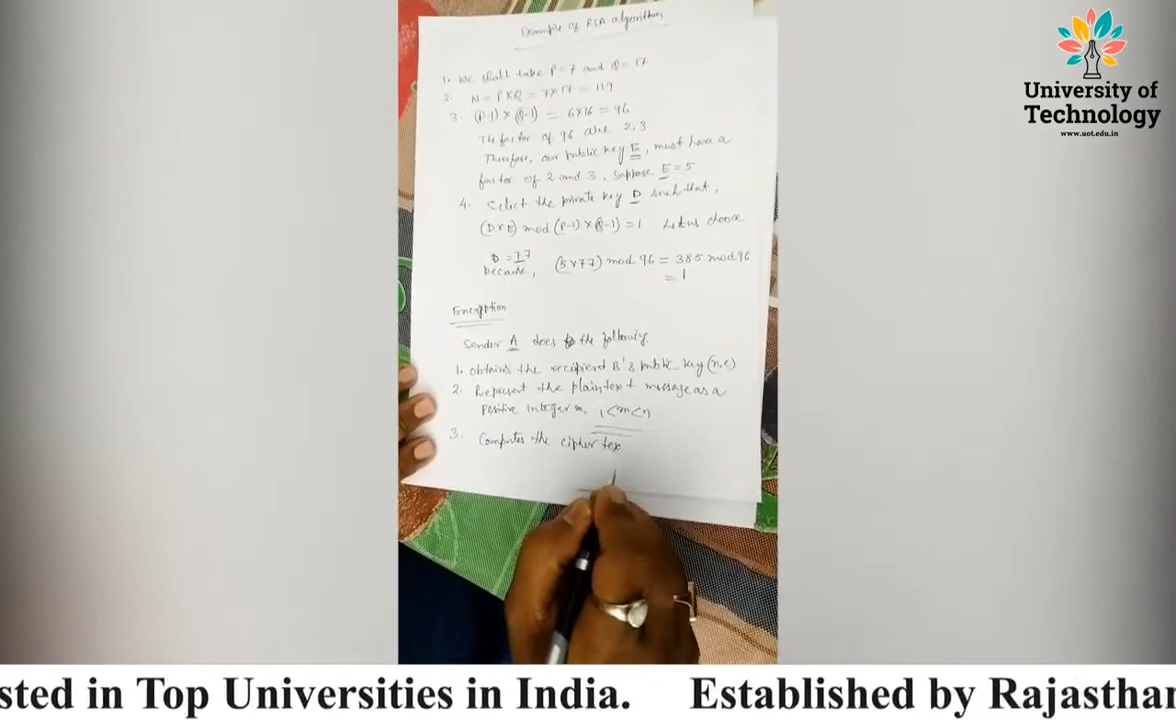 Example of RSA algorithm
1. We shall take P=7 and Q=17
2. N = P X Q = 7X17 = 119
3. (P-1) X (Q-1) = 6X16 = 96
The factor of 96 are 2, 3
Therefore, our public key E, must have a
factor of 2 and 3, suppose E=5
4. Select the private key D such that,
(D X E) mod (P-1) X (Q-1) = 1 Let us choose
D = 77
because, (5 X 77) mod 96 = 385 mod 96
= 1
Encryption
Sender A does the following.
1. Obtains the recipient B's public key (n, e)
2. Represent the plaintext message as a
positive integer m, 1<m<n
3. Computes the cipher tex
University of
Technology
www.uot.edu.in
sted in Top Universities in India. Established by Rajasthan